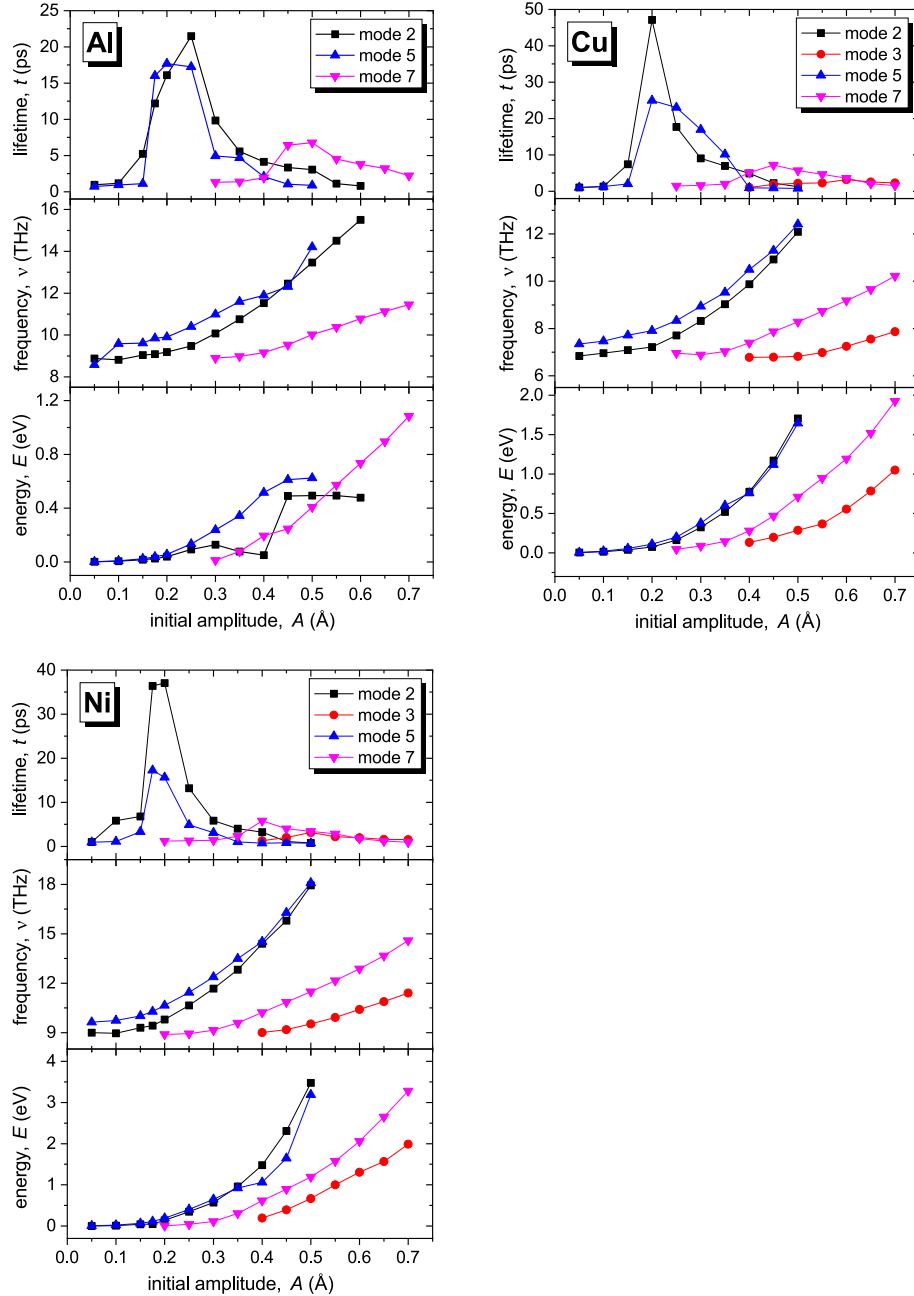 Al
mode 2
mode 5
mode 7
25
20
15
10
5
0
lifetime, t (ps)
16
14
12
10
8
frequency, ν (THz)
1.2
0.8
0.4
0.0
energy, E (eV)
0.0 0.1 0.2 0.3 0.4 0.5 0.6 0.7
initial amplitude, A (Å)
Cu
mode 2
mode 3
mode 5
mode 7
50
40
30
20
10
0
lifetime, t (ps)
12
10
8
6
frequency, ν (THz)
2.0
1.5
1.0
0.5
0.0
energy, E (eV)
0.0 0.1 0.2 0.3 0.4 0.5 0.6 0.7
initial amplitude, A (Å)
Ni
mode 2
mode 3
mode 5
mode 7
40
30
20
10
0
lifetime, t (ps)
18
15
12
9
frequency, ν (THz)
4
3
2
1
0
energy, E (eV)
0.0 0.1 0.2 0.3 0.4 0.5 0.6 0.7
initial amplitude, A (Å)